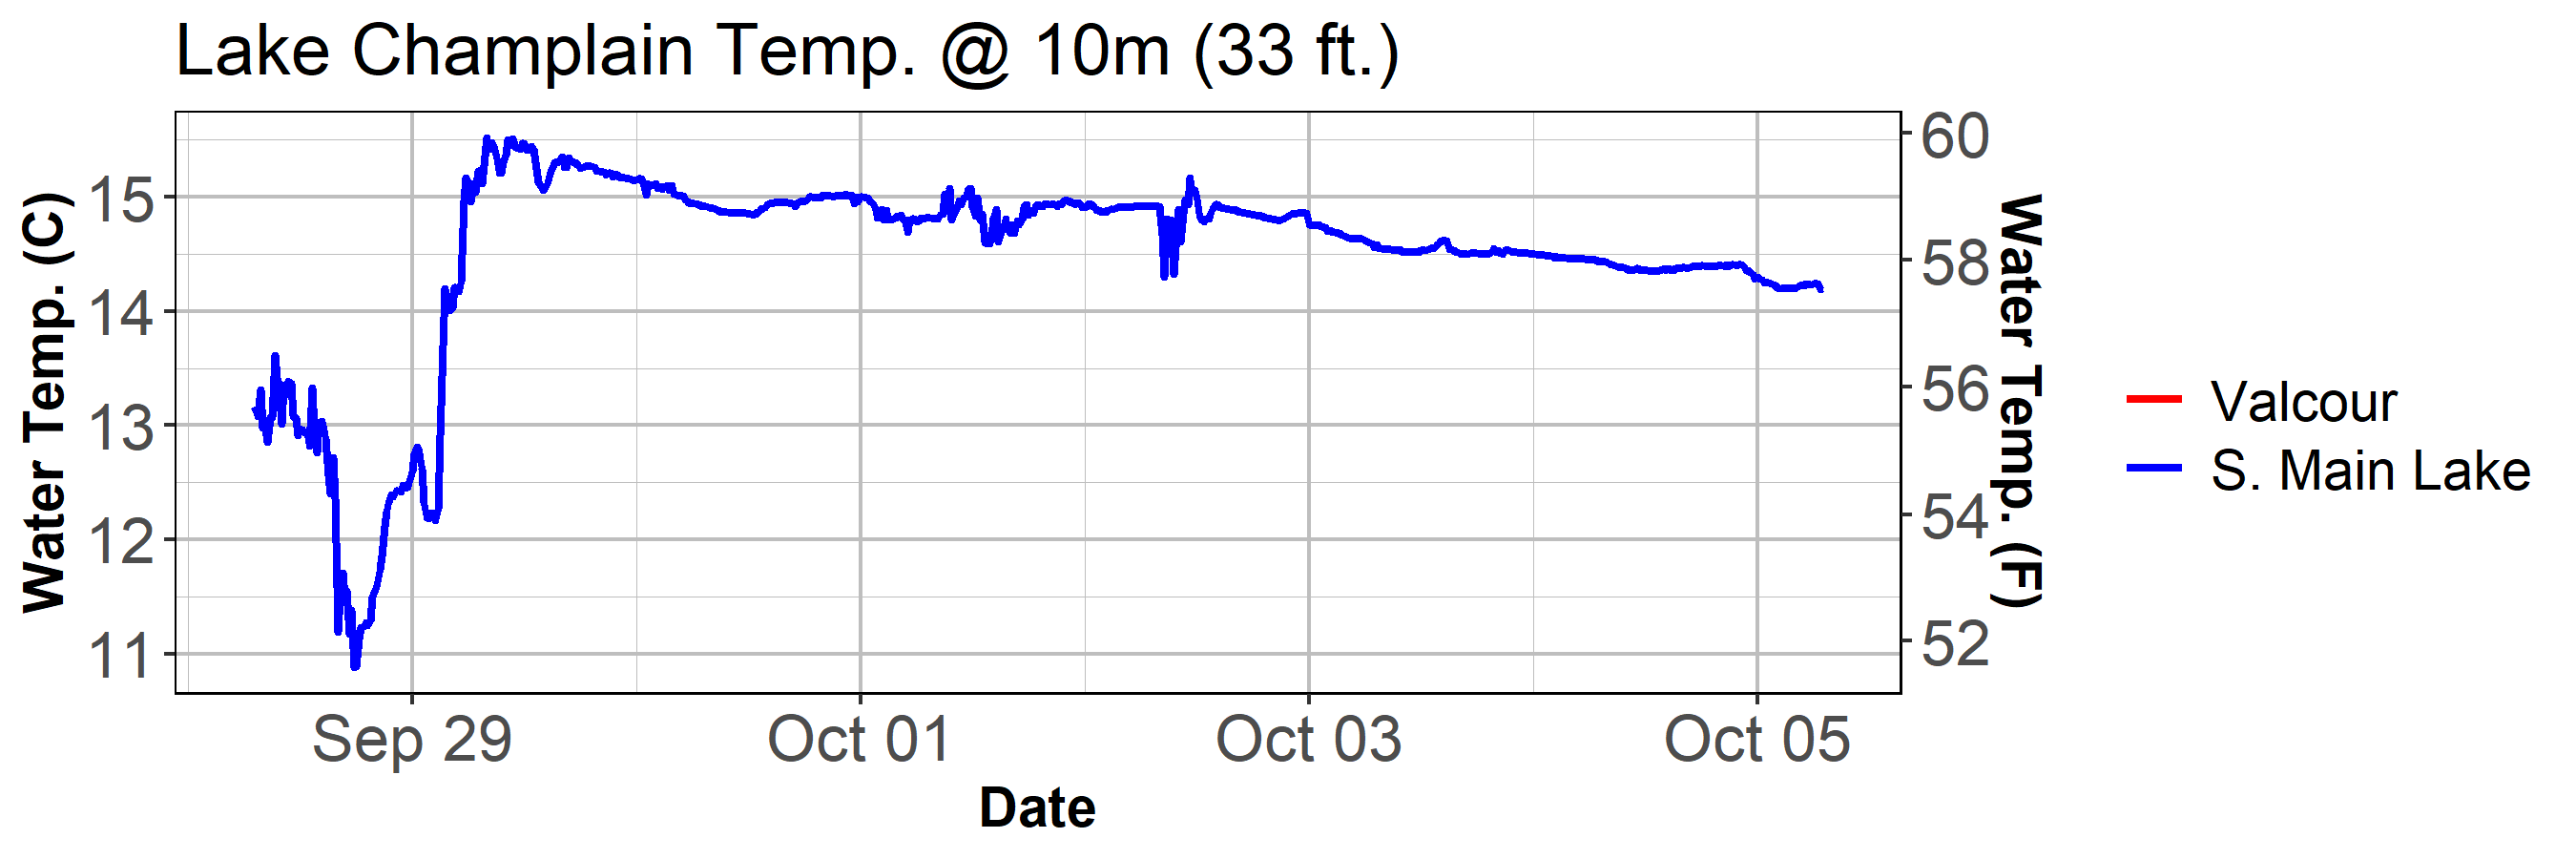 Lake Champlain Temp. @ 10m (33 ft.)
Water Temp. (C)
15
14
13
12
11
60
58
56
54
52
Water Temp. (F)
Sep 29
Oct 01
Oct 03
Oct 05
Date
Valcour
S. Main Lake